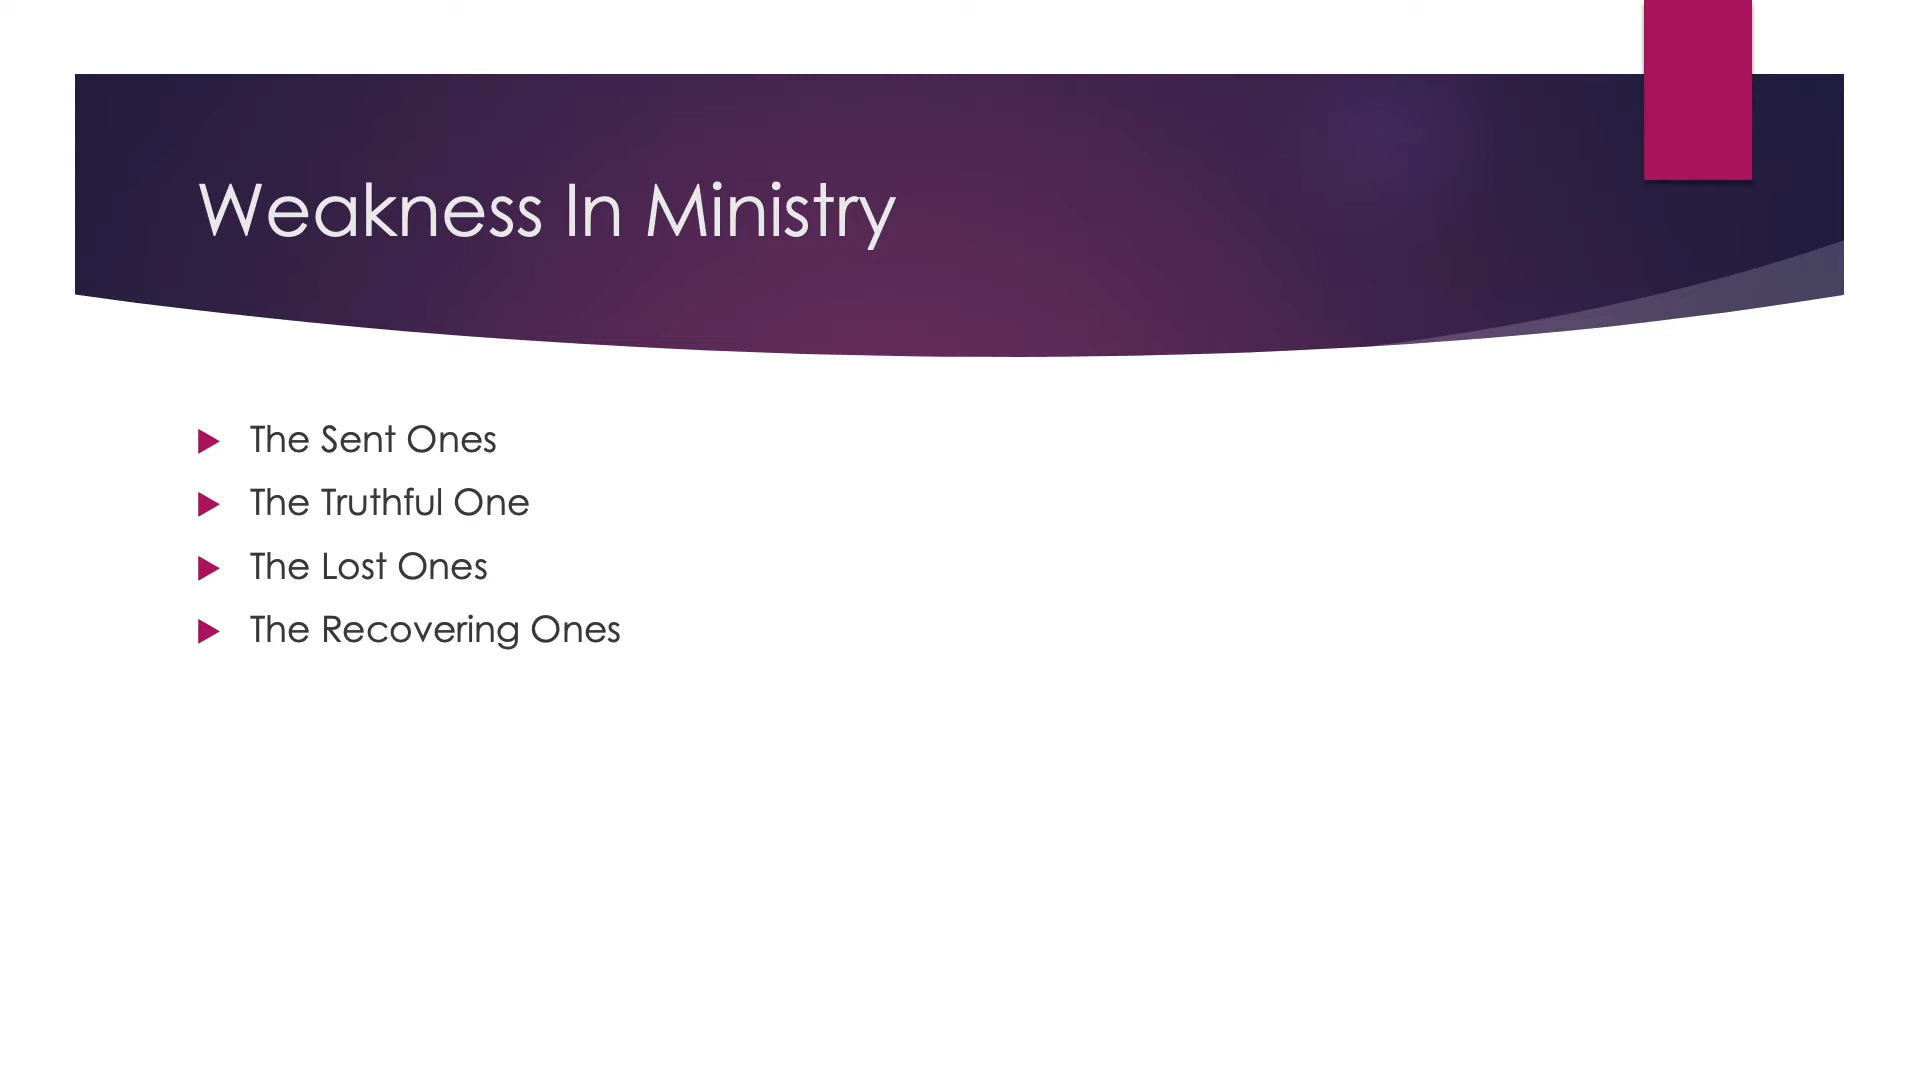 Weakness In Ministry
The Sent Ones
The Truthful One
The Lost Ones
The Recovering Ones